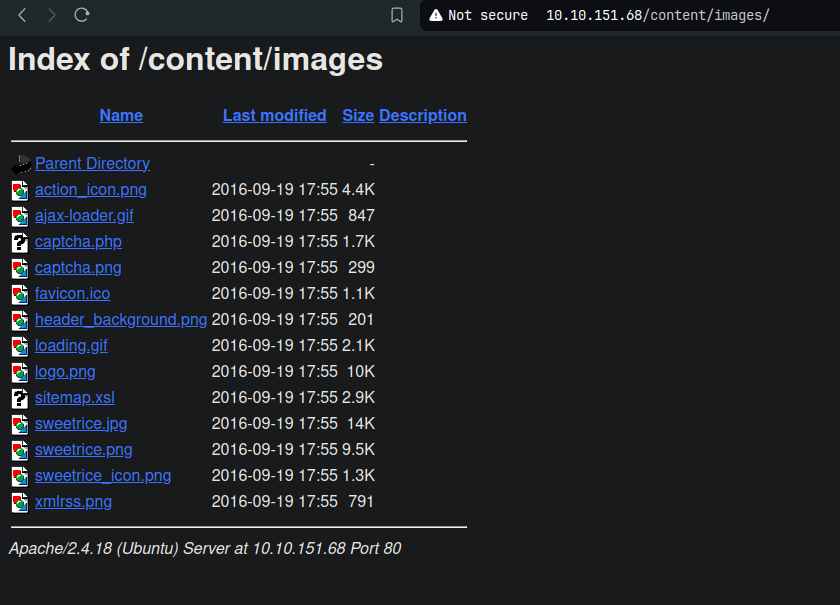 Not secure 10.10.151.68/content/images/
Index of /content/images
Name Last modified Size Description
Parent Directory -
action_icon.png 2016-09-19 17:55 4.4K
ajax-loader.gif 2016-09-19 17:55 847
captcha.php 2016-09-19 17:55 1.7K
captcha.png 2016-09-19 17:55 299
favicon.ico 2016-09-19 17:55 1.1K
header_background.png 2016-09-19 17:55 201
loading.gif 2016-09-19 17:55 2.1K
logo.png 2016-09-19 17:55 10K
sitemap.xsl 2016-09-19 17:55 2.9K
sweetrice.jpg 2016-09-19 17:55 14K
sweetrice.png 2016-09-19 17:55 9.5K
sweetrice_icon.png 2016-09-19 17:55 1.3K
xmlrss.png 2016-09-19 17:55 791
Apache/2.4.18 (Ubuntu) Server at 10.10.151.68 Port 80